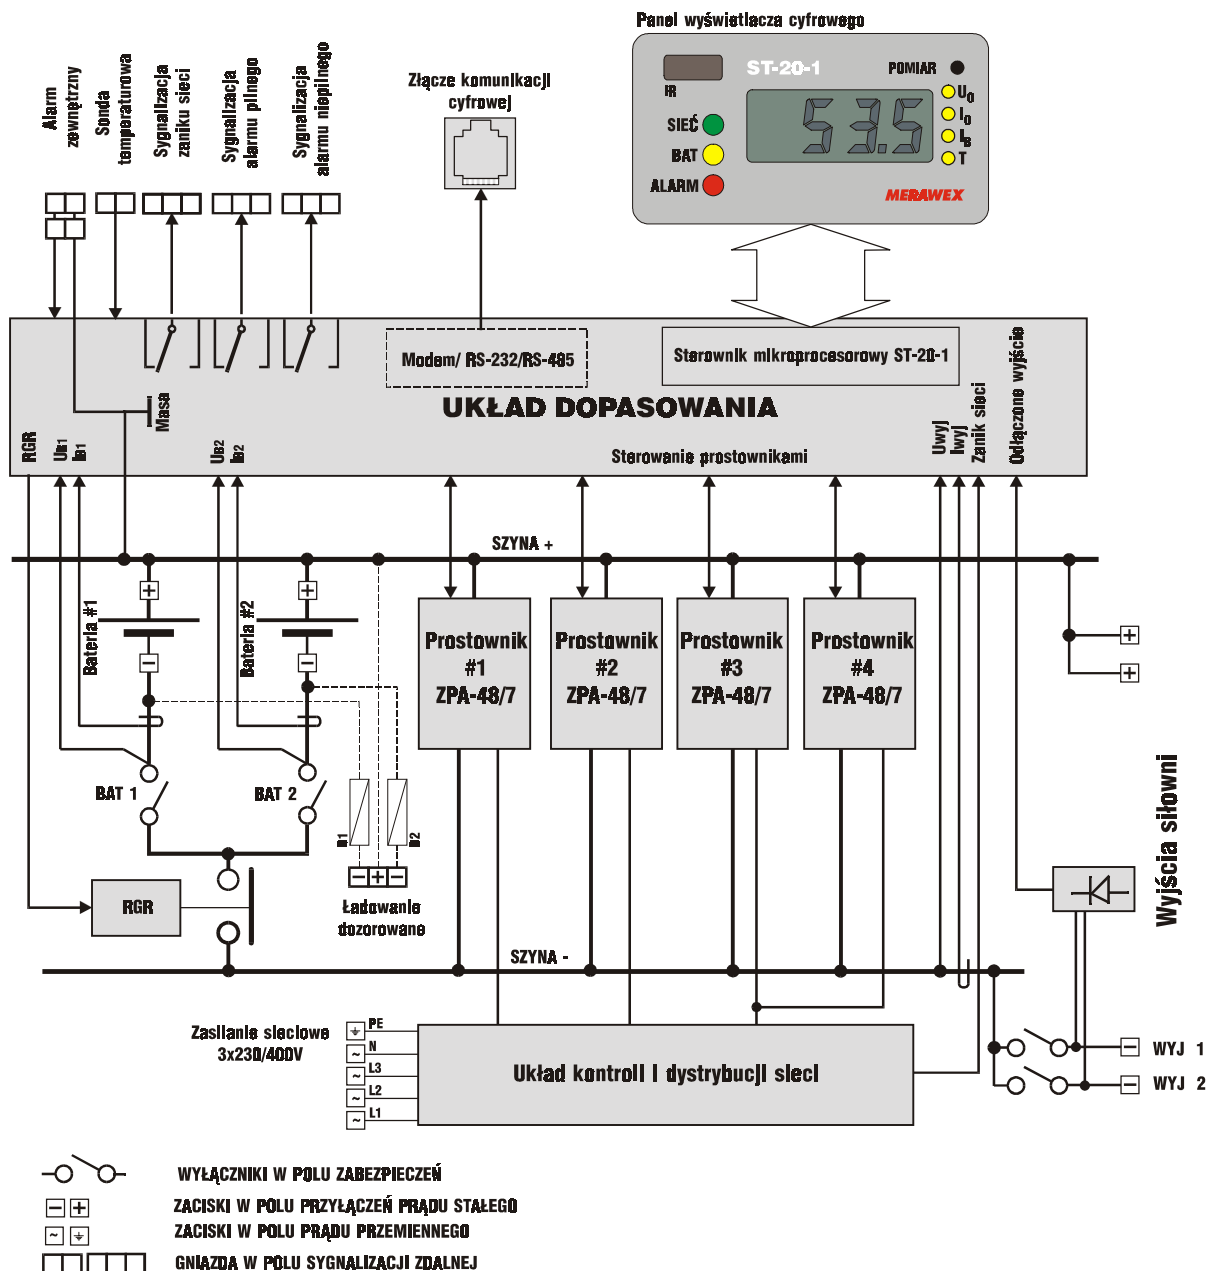 Panel wyświetlacza cyfrowego
ST-20-1
POMIAR
IR
SIEĆ
BAT
ALARM
53.5
U0
I0
IB
T
MERAWEX
Alarm
zewnętrzny
Sonda
temperaturowa
Sygnalizacja
zaniku sieci
Sygnalizacja
alarmu pilnego
Sygnalizacja
alarmu niepilnego
Złącze komunikacji
cyfrowej
Modem/ RS-232/RS-485
Sterownik mikroprocesorowy ST-20-1
UKŁAD DOPASOWANIA
Masa
RGR
UB1
IB1
UB2
IB2
Sterowanie prostownikami
Uwyj
Iwyj
Zanik sieci
Odłączone wyjście
SZYNA +
+
+
Bateria #1
Bateria #2
-
-
Prostownik
#1
ZPA-48/7
Prostownik
#2
ZPA-48/7
Prostownik
#3
ZPA-48/7
Prostownik
#4
ZPA-48/7
+
+
BAT 1
BAT 2
B1
B2
- + -
Ładowanie
dozorowane
RGR
Wyjścia siłowni
SZYNA -
Zasilanie sieciowe
3x230/400V
PE
~ N
~ L3
~ L2
~ L1
Układ kontroli i dystrybucji sieci
- WYJ 1
- WYJ 2
WYŁĄCZNIKI W POLU ZABEZPIECZEŃ
- + ZACISKI W POLU PRZYŁĄCZEŃ PRĄDU STAŁEGO
~ ZACISKI W POLU PRĄDU PRZEMIENNEGO
GNIAZDA W POLU SYGNALIZACJI ZDALNEJ